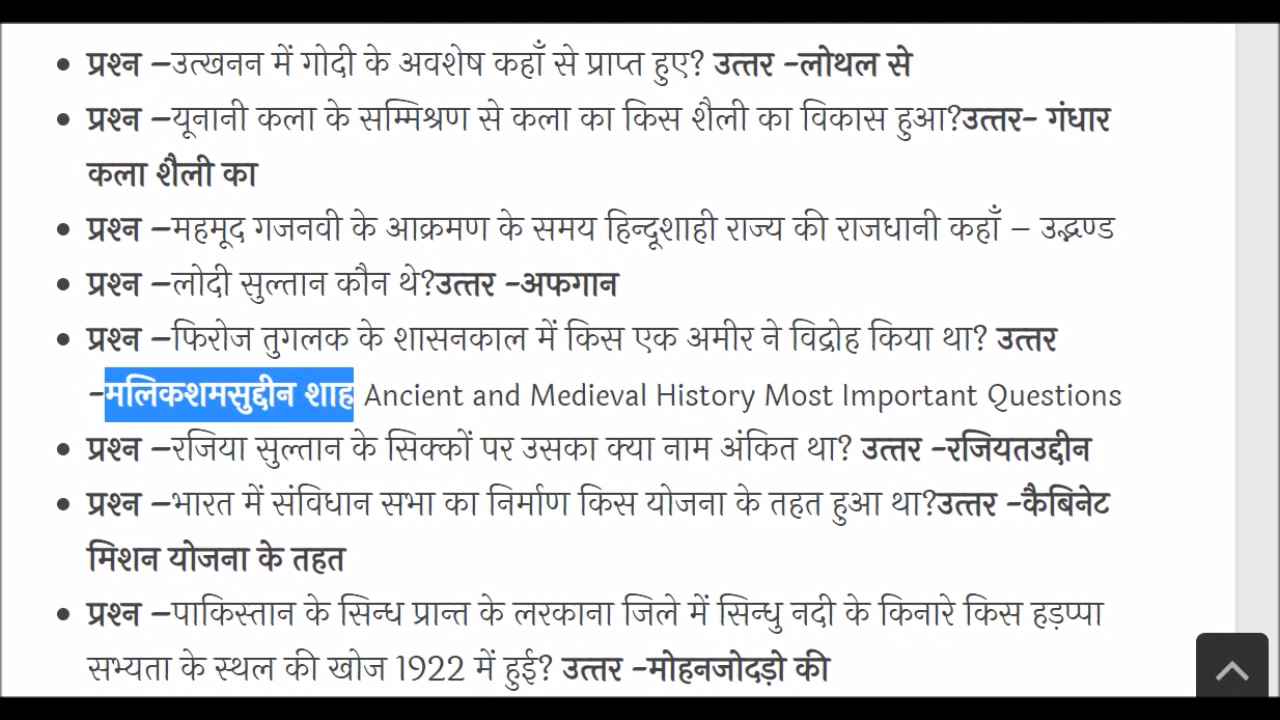 • प्रश्न –उत्खनन में गोदी के अवशेष कहाँ से प्राप्त हुए? उत्तर -लोथल से
• प्रश्न –यूनानी कला के सम्मिश्रण से कला का किस शैली का विकास हुआ?उत्तर- गंधार
कला शैली का
• प्रश्न –महमूद गजनवी के आक्रमण के समय हिन्दूशाही राज्य की राजधानी कहाँ – उद्भण्ड
• प्रश्न –लोदी सुल्तान कौन थे?उत्तर -अफगान
• प्रश्न –फिरोज तुगलक के शासनकाल में किस एक अमीर ने विद्रोह किया था? उत्तर
-मलिकशमसुद्दीन शाह Ancient and Medieval History Most Important Questions
• प्रश्न –रजिया सुल्तान के सिक्कों पर उसका क्या नाम अंकित था? उत्तर -रजियतउद्दीन
• प्रश्न –भारत में संविधान सभा का निर्माण किस योजना के तहत हुआ था?उत्तर -कैबिनेट
मिशन योजना के तहत
• प्रश्न –पाकिस्तान के सिन्ध प्रान्त के लरकाना जिले में सिन्धु नदी के किनारे किस हड़प्पा
सभ्यता के स्थल की खोज 1922 में हुई? उत्तर -मोहनजोदड़ो की